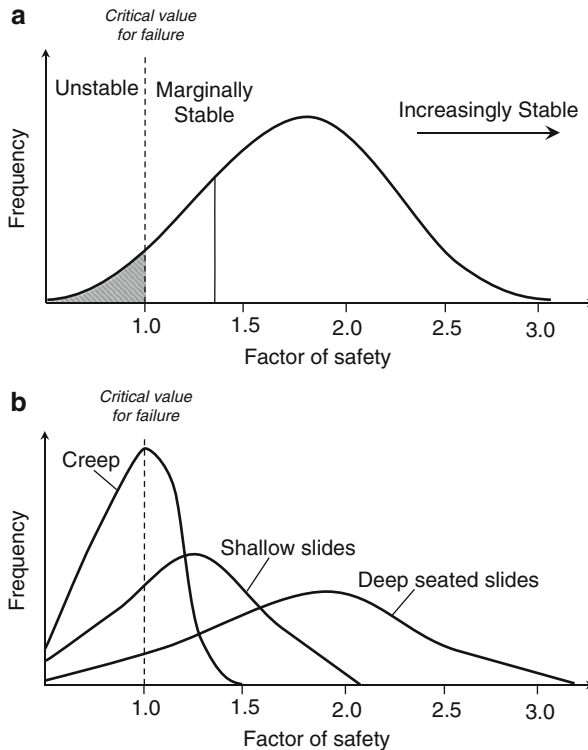 a
Critical value
for failure
Unstable
Marginally
Stable
Increasingly Stable
Frequency
1.0 1.5 2.0 2.5 3.0
Factor of safety
b
Critical value
for failure
Creep
Shallow slides
Deep seated slides
Frequency
1.0 1.5 2.0 2.5 3.0
Factor of safety